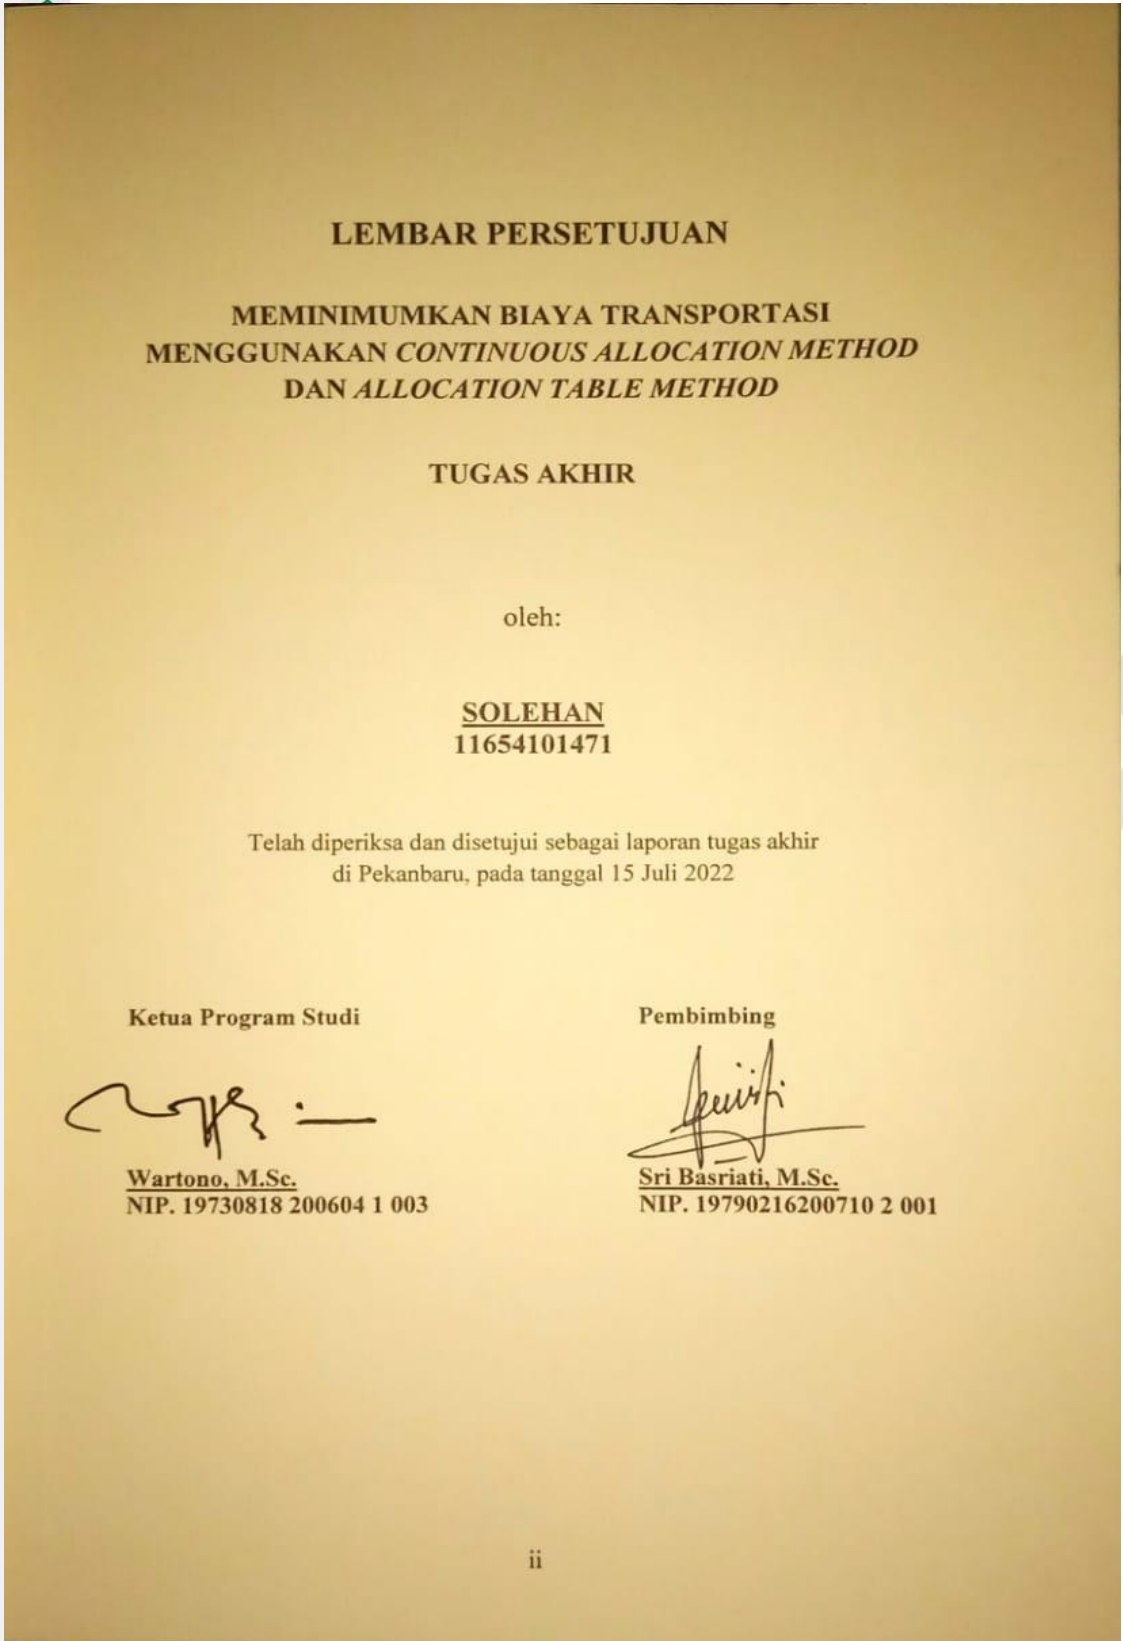 LEMBAR PERSETUJUAN
MEMINIMUMKAN BIAYA TRANSPORTASI
MENGGUNAKAN CONTINUOUS ALLOCATION METHOD
DAN ALLOCATION TABLE METHOD
TUGAS AKHIR
oleh:
SOLEHAN
11654101471
Telah diperiksa dan disetujui sebagai laporan tugas akhir
di Pekanbaru, pada tanggal 15 Juli 2022
Ketua Program Studi
Wartono, M.Sc.
NIP. 19730818 200604 1 003
Pembimbing
Sri Basriati, M.Sc.
NIP. 19790216200710 2 001
ii